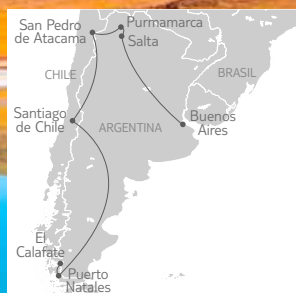 San Pedro
de Atacama
Purmamarca
Salta
CHILE
BRASIL
Santiago
de Chile
ARGENTINA
Buenos
Aires
El
Calafate
Puerto
Natales